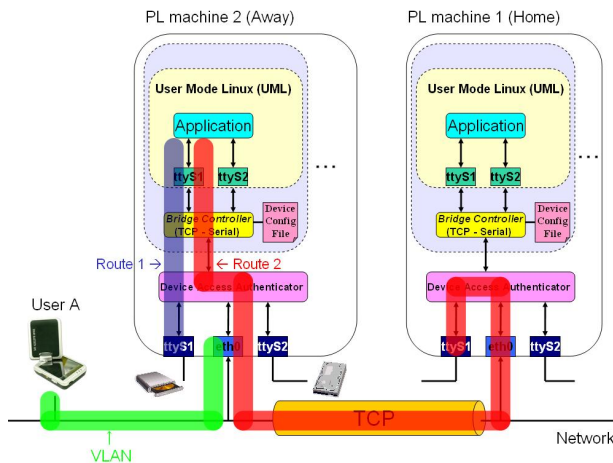 PL machine 2 (Away)
PL machine 1 (Home)
User Mode Linux (UML)
Application
ttyS1
ttyS2
...
Bridge Controller
(TCP - Serial)
Device
Config
File
Route 1
Route 2
Device Access Authenticator
ttyS1
eth0
ttyS2
User Mode Linux (UML)
Application
ttyS1
ttyS2
...
Bridge Controller
(TCP - Serial)
Device
Config
File
Device Access Authenticator
ttyS1
eth0
ttyS2
User A
TCP
Network
VLAN